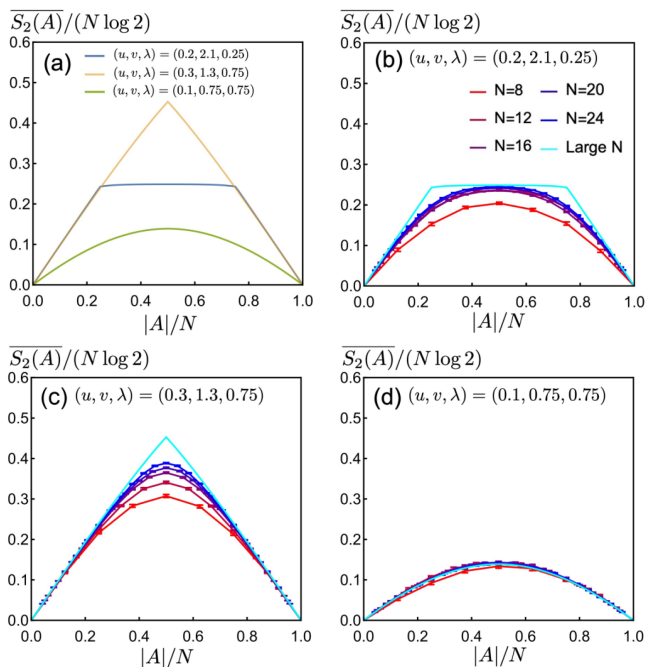 $\overline{S_2(A)}/(N \log 2)$
(a)
(u, v, λ) = (0.2, 2.1, 0.25)
(u, v, λ) = (0.3, 1.3, 0.75)
(u, v, λ) = (0.1, 0.75, 0.75)
0.6
0.5
0.4
0.3
0.2
0.1
0.0
0.0 0.2 0.4 0.6 0.8 1.0
|A|/N
$\overline{S_2(A)}/(N \log 2)$
(b) (u, v, λ) = (0.2, 2.1, 0.25)
N=8 N=20
N=12 N=24
N=16 Large N
0.6
0.5
0.4
0.3
0.2
0.1
0.0
0.0 0.2 0.4 0.6 0.8 1.0
|A|/N
$\overline{S_2(A)}/(N \log 2)$
(c) (u, v, λ) = (0.3, 1.3, 0.75)
0.6
0.5
0.4
0.3
0.2
0.1
0.0
0.0 0.2 0.4 0.6 0.8 1.0
|A|/N
$\overline{S_2(A)}/(N \log 2)$
(d) (u, v, λ) = (0.1, 0.75, 0.75)
0.6
0.5
0.4
0.3
0.2
0.1
0.0
0.0 0.2 0.4 0.6 0.8 1.0
|A|/N